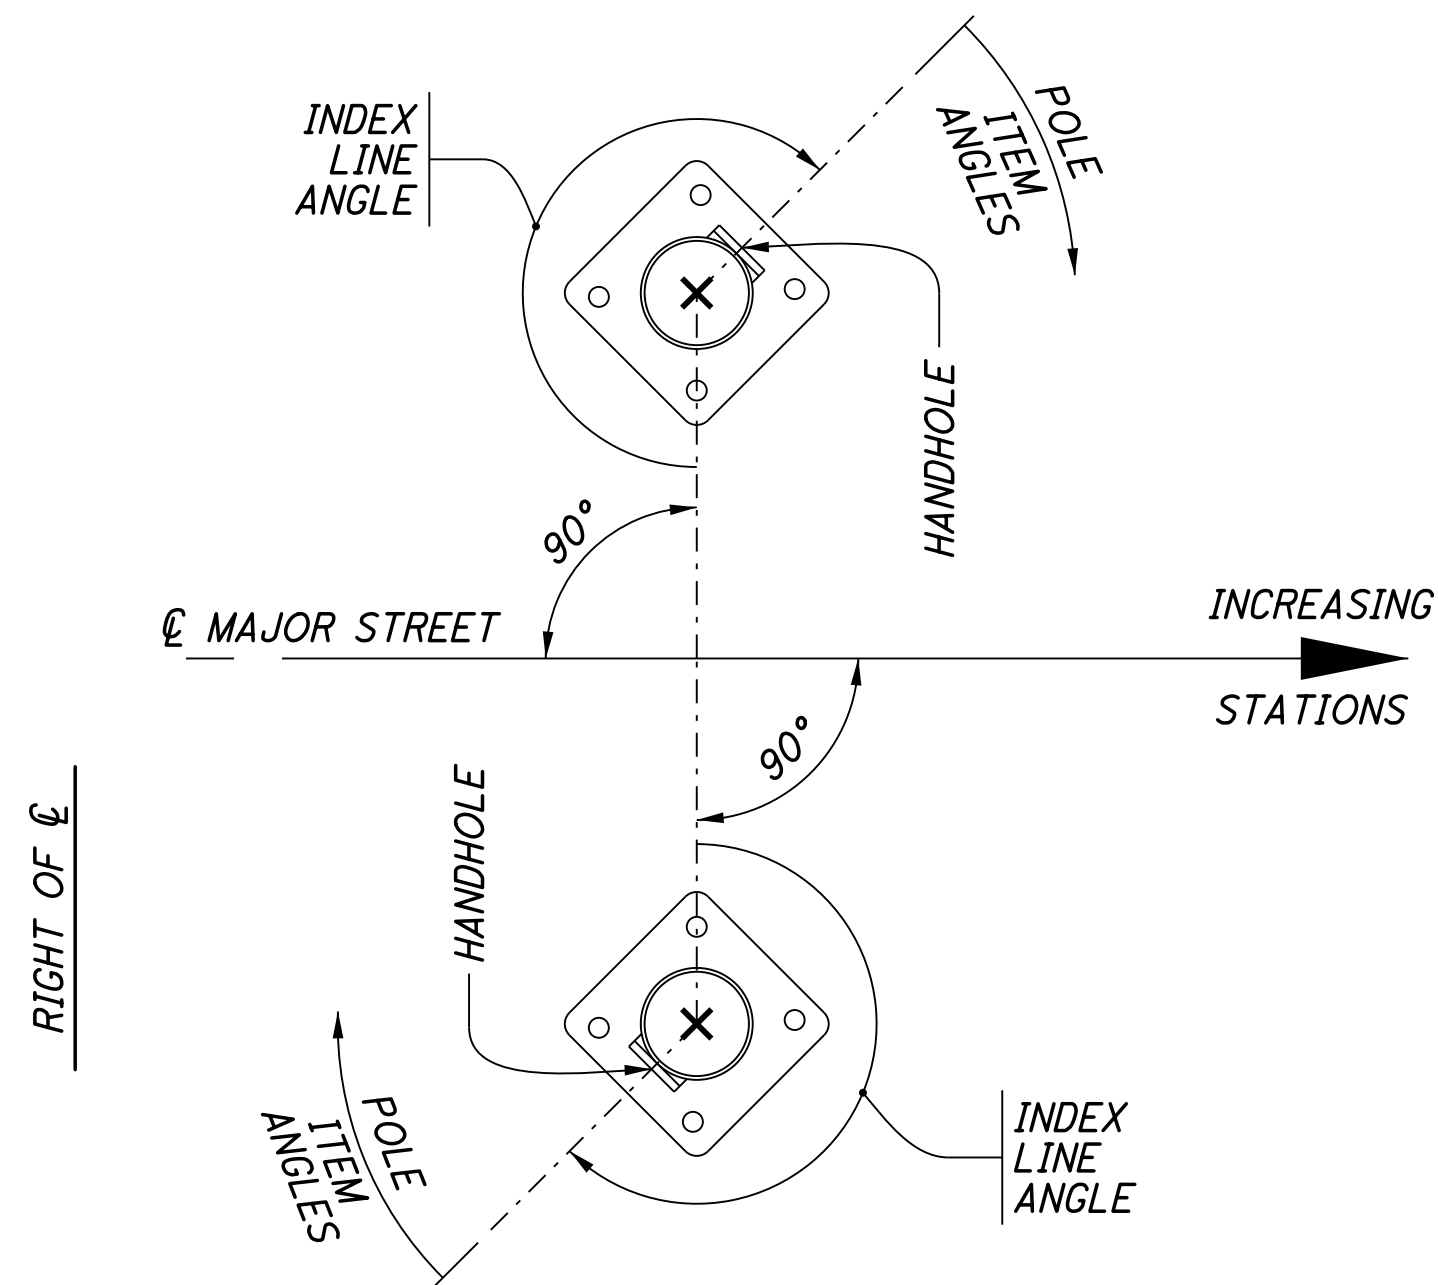 INDEX
LINE
ANGLE
POLE
ITEM
ANGLES
HANDHOLE
90°
℄ MAJOR STREET
INCREASING
STATIONS
90°
HANDHOLE
RIGHT OF ℄
POLE
ITEM
ANGLES
INDEX
LINE
ANGLE